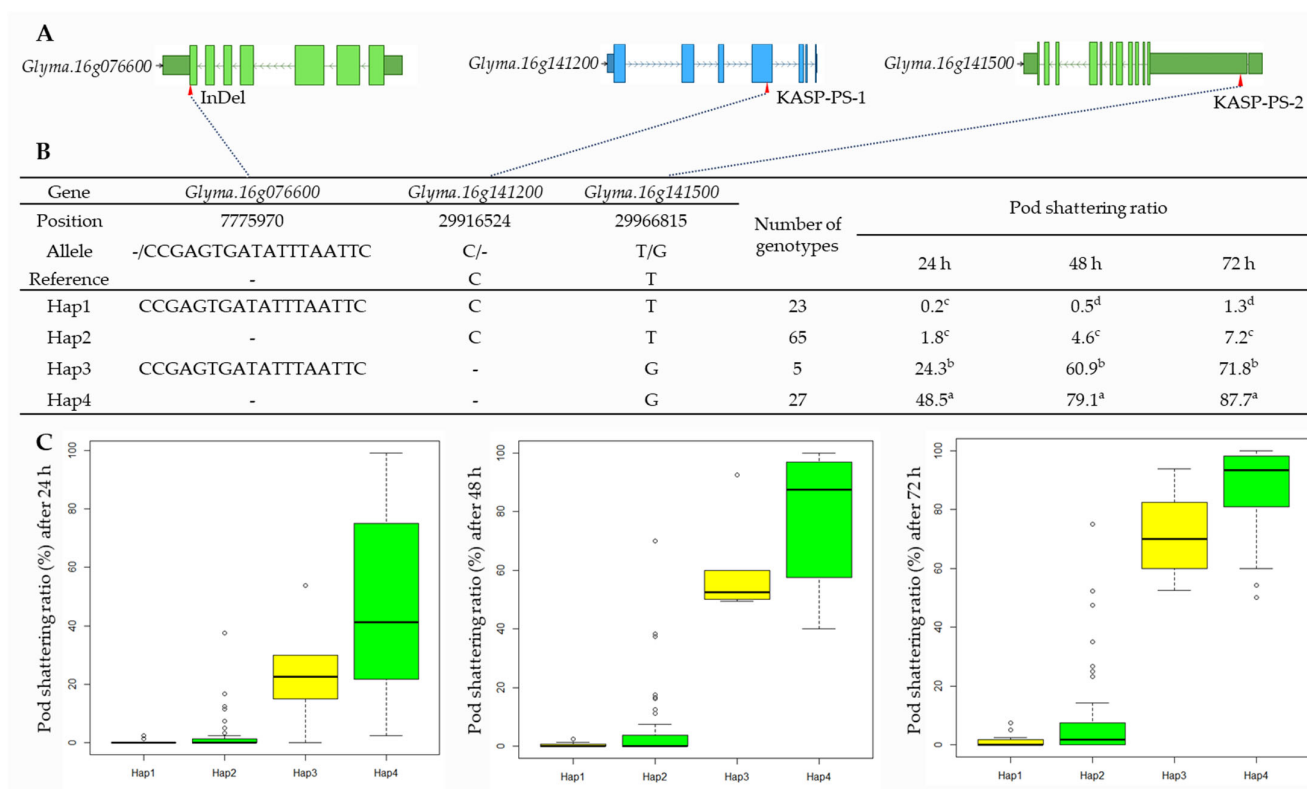 A
Glyma.16g076600
InDel
Glyma.16g141200
KASP-PS-1
Glyma.16g141500
KASP-PS-2
B
Gene Glyma.16g076600 Glyma.16g141200 Glyma.16g141500 Number of genotypes Pod shattering ratio
Position 7775970 29916524 29966815
Allele -/CCGAGTGATATTTAATTC C/- T/G 24 h 48 h 72 h
Reference - C T
Hap1 CCGAGTGATATTTAATTC C T 23 0.2c 0.5d 1.3d
Hap2 - C T 65 1.8c 4.6c 7.2c
Hap3 CCGAGTGATATTTAATTC - G 5 24.3b 60.9b 71.8b
Hap4 - - G 27 48.5a 79.1a 87.7a
C
Pod shattering ratio (%) after 24 h
100
80
60
40
20
0
Hap1 Hap2 Hap3 Hap4
Pod shattering ratio (%) after 48 h
100
80
60
40
20
0
Hap1 Hap2 Hap3 Hap4
Pod shattering ratio (%) after 72 h
100
80
60
40
20
0
Hap1 Hap2 Hap3 Hap4